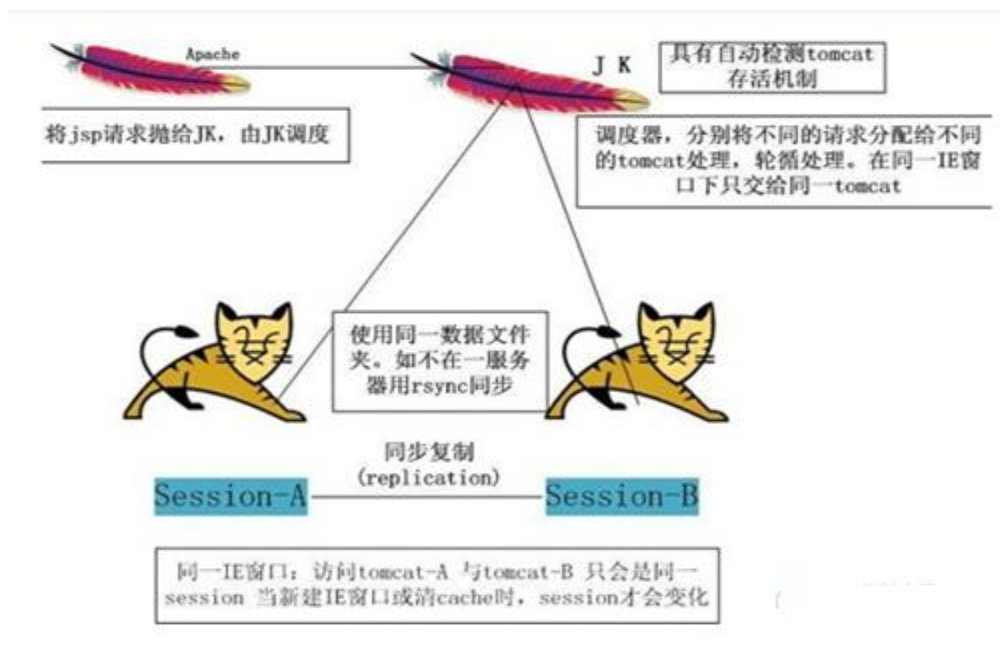 Apache
J K
具有自动检测tomcat
存活机制
将jsp请求抛给JK，由JK调度
调度器，分别将不同的请求分配给不同
的tomcat处理，轮循处理。在同一IE窗
口下只交给同一tomcat
使用同一数据文件
夹。如不在一服务
器用rsync同步
同步复制
(replication)
Session-A
Session-B
同一IE窗口：访问tomcat-A 与tomcat-B 只会是同一
session 当新建IE窗口或清cache时，session才会变化